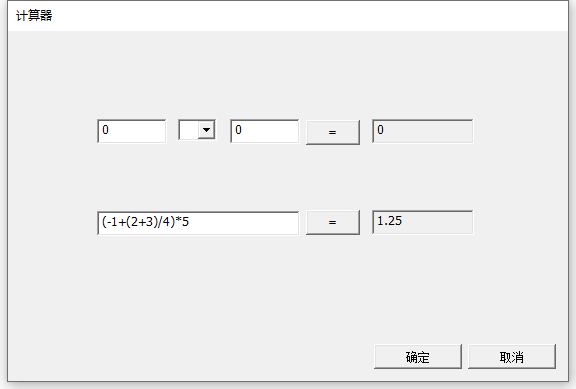 计算器
0 0 = 0
(-1+(2+3)/4)*5 = 1.25
确定 取消